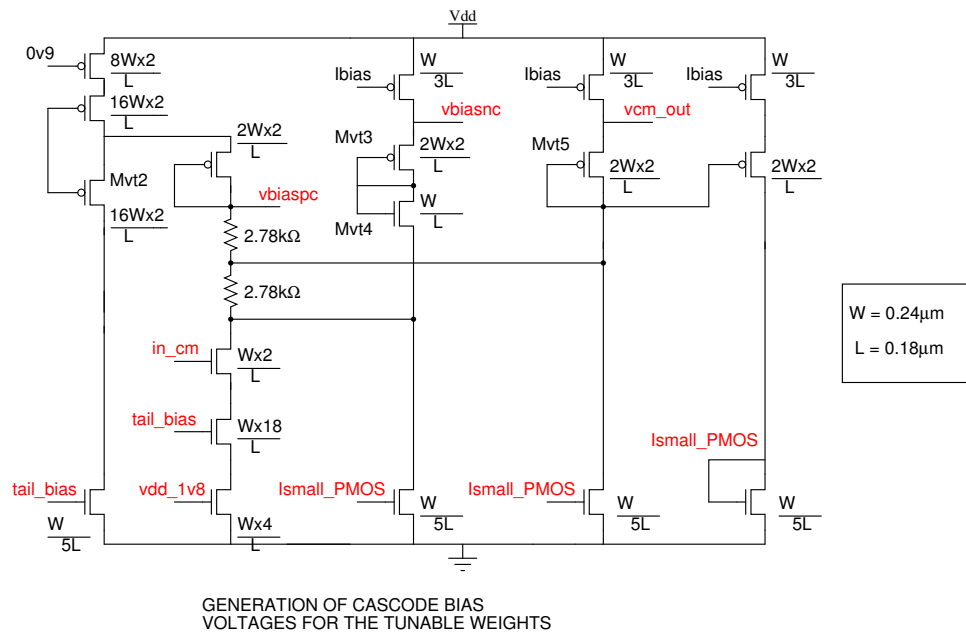 Vdd
0v9
8Wx2
L
16Wx2
L
Mvt2
16Wx2
L
2Wx2
L
vbiaspc
2.78kΩ
2.78kΩ
in_cm
Wx2
L
tail_bias
Wx18
L
tail_bias
W
5L
vdd_1v8
Wx4
L
Ibias
W
3L
vbiasnc
Mvt3
2Wx2
L
W
L
Mvt4
Ismall_PMOS
W
5L
Ibias
W
3L
vcm_out
Mvt5
2Wx2
L
Ismall_PMOS
W
5L
Ibias
W
3L
2Wx2
L
Ismall_PMOS
W
5L
W = 0.24µm
L = 0.18µm
GENERATION OF CASCODE BIAS
VOLTAGES FOR THE TUNABLE WEIGHTS